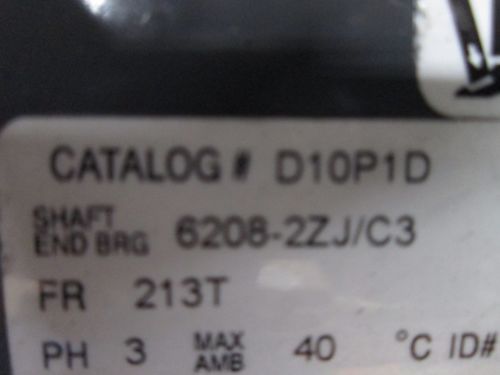 CATALOG # D10P1D
SHAFT
END BRG 6208-2ZJ/C3
FR 213T
PH 3 MAX AMB 40 °C ID#